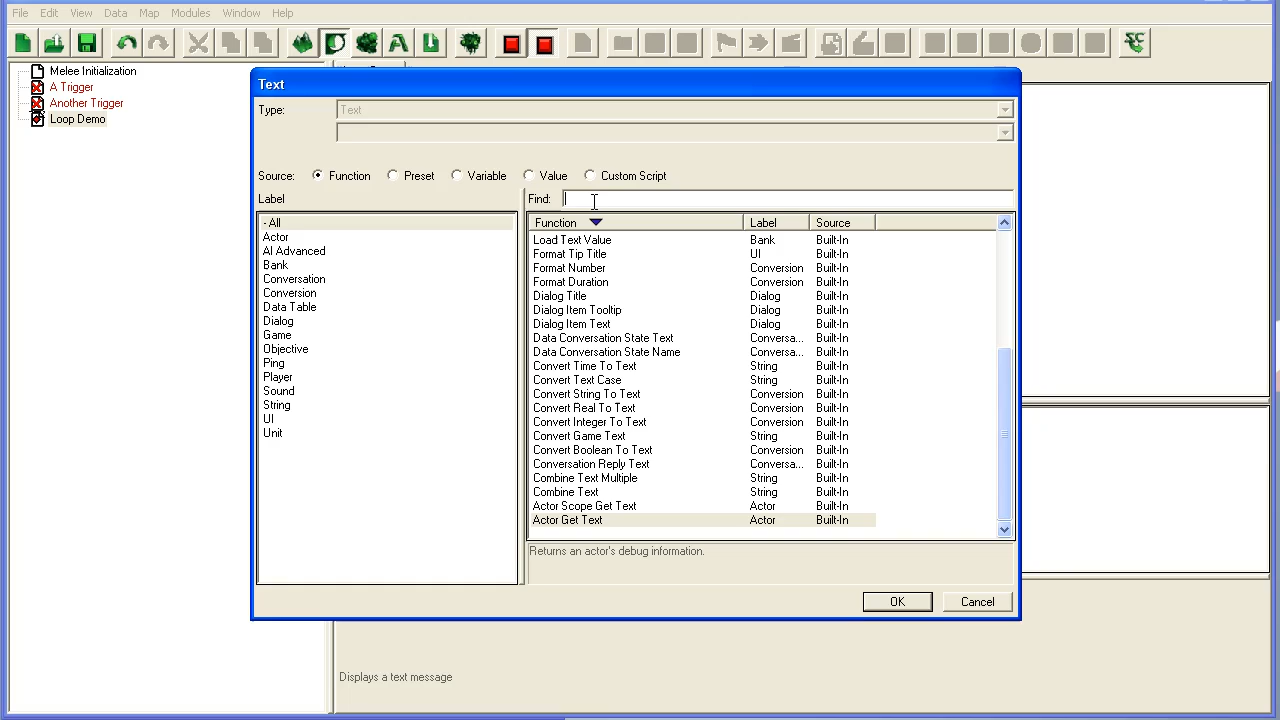 File Edit View Data Map Modules Window Help
Melee Initialization
A Trigger
Another Trigger
Loop Demo
Text
Type: Text
Source: Function Preset Variable Value Custom Script
Label
Find:
- All
Actor
AI Advanced
Bank
Conversation
Conversion
Data Table
Dialog
Game
Objective
Ping
Player
Sound
String
UI
Unit
Function Label Source
Load Text Value Bank Built-In
Format Tip Title UI Built-In
Format Number Conversion Built-In
Format Duration Conversion Built-In
Dialog Title Dialog Built-In
Dialog Item Tooltip Dialog Built-In
Dialog Item Text Dialog Built-In
Data Conversation State Text Conversa... Built-In
Data Conversation State Name Conversa... Built-In
Convert Time To Text String Built-In
Convert Text Case String Built-In
Convert String To Text Conversion Built-In
Convert Real To Text Conversion Built-In
Convert Integer To Text Conversion Built-In
Convert Game Text String Built-In
Convert Boolean To Text Conversion Built-In
Conversation Reply Text Conversa... Built-In
Combine Text Multiple String Built-In
Combine Text String Built-In
Actor Scope Get Text Actor Built-In
Actor Get Text Actor Built-In
Returns an actor's debug information.
OK Cancel
Displays a text message